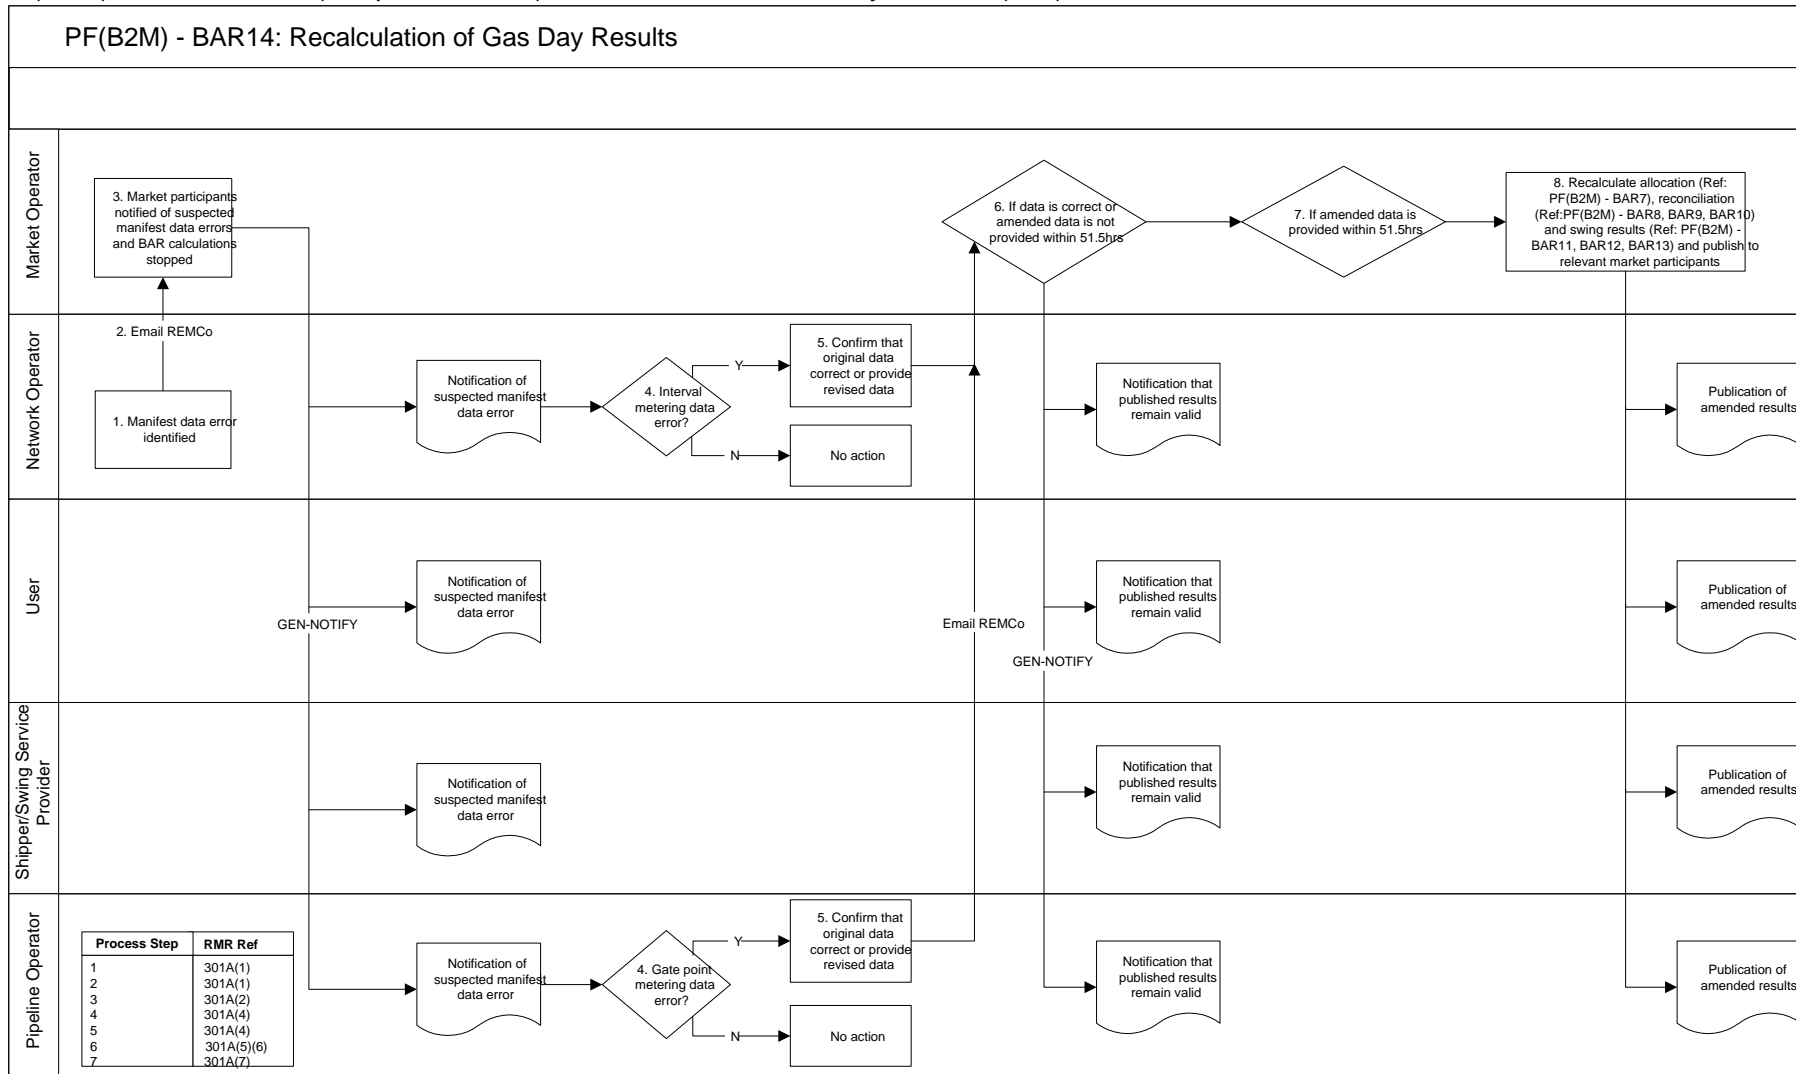 PF(B2M) - BAR14: Recalculation of Gas Day Results
Market Operator
3. Market participants
notified of suspected
manifest data errors
and BAR calculations
stopped
6. If data is correct or
amended data is not
provided within 51.5hrs
7. If amended data is
provided within 51.5hrs
8. Recalculate allocation (Ref:
PF(B2M) - BAR7), reconciliation
(Ref:PF(B2M) - BAR8, BAR9, BAR10)
and swing results (Ref: PF(B2M) -
BAR11, BAR12, BAR13) and publish to
relevant market participants
Network Operator
2. Email REMCo
1. Manifest data error
identified
Notification of
suspected manifest
data error
4. Interval
metering data
error?
Y
N
5. Confirm that
original data
correct or provide
revised data
No action
Notification that
published results
remain valid
Publication of
amended results
User
GEN-NOTIFY
Notification of
suspected manifest
data error
Email REMCo
GEN-NOTIFY
Notification that
published results
remain valid
Publication of
amended results
Shipper/Swing Service
Provider
Notification of
suspected manifest
data error
Notification that
published results
remain valid
Publication of
amended results
Pipeline Operator
Process Step RMR Ref
1 301A(1)
2 301A(1)
3 301A(2)
4 301A(4)
5 301A(4)
6 301A(5)(6)
7 301A(7)
Notification of
suspected manifest
data error
4. Gate point
metering data
error?
Y
N
5. Confirm that
original data
correct or provide
revised data
No action
Notification that
published results
remain valid
Publication of
amended results